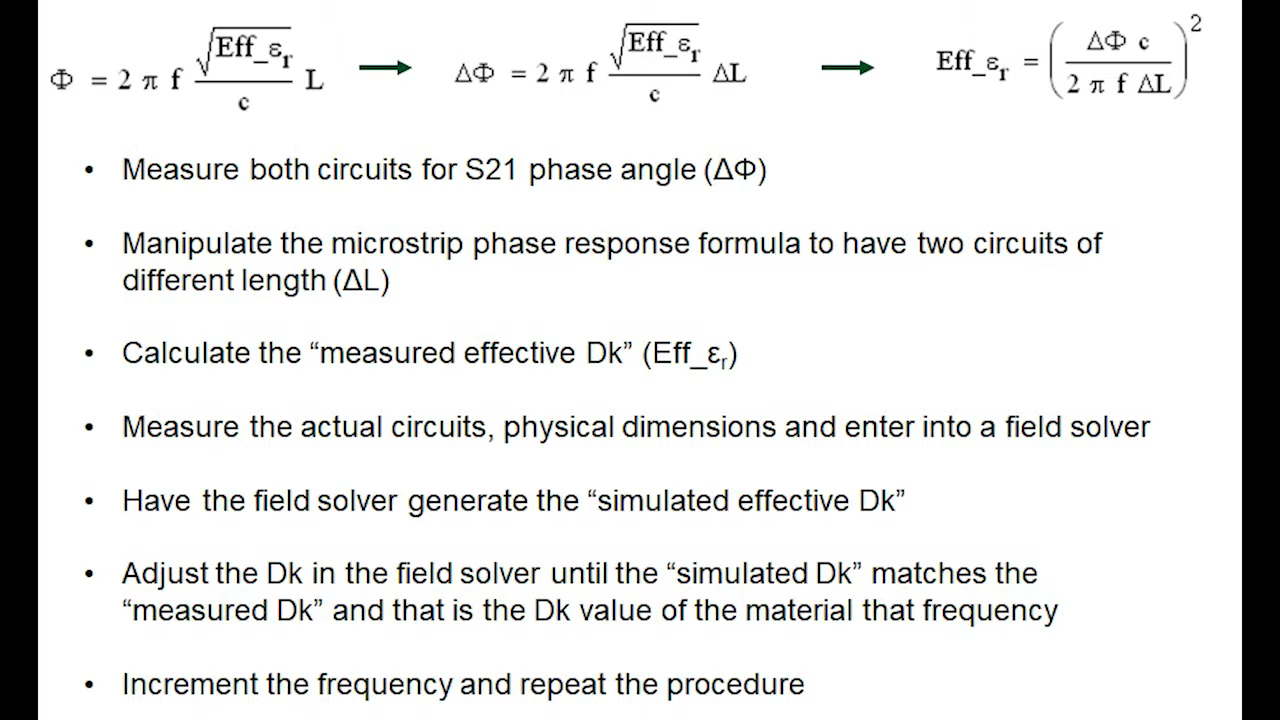 Φ = 2 π f √Eff_εr / c L → ΔΦ = 2 π f √Eff_εr / c ΔL → Eff_εr = (ΔΦ c / 2 π f ΔL)²
• Measure both circuits for S21 phase angle (ΔΦ)
• Manipulate the microstrip phase response formula to have two circuits of
different length (ΔL)
• Calculate the “measured effective Dk” (Eff_εr)
• Measure the actual circuits, physical dimensions and enter into a field solver
• Have the field solver generate the “simulated effective Dk”
• Adjust the Dk in the field solver until the “simulated Dk” matches the
“measured Dk” and that is the Dk value of the material that frequency
• Increment the frequency and repeat the procedure